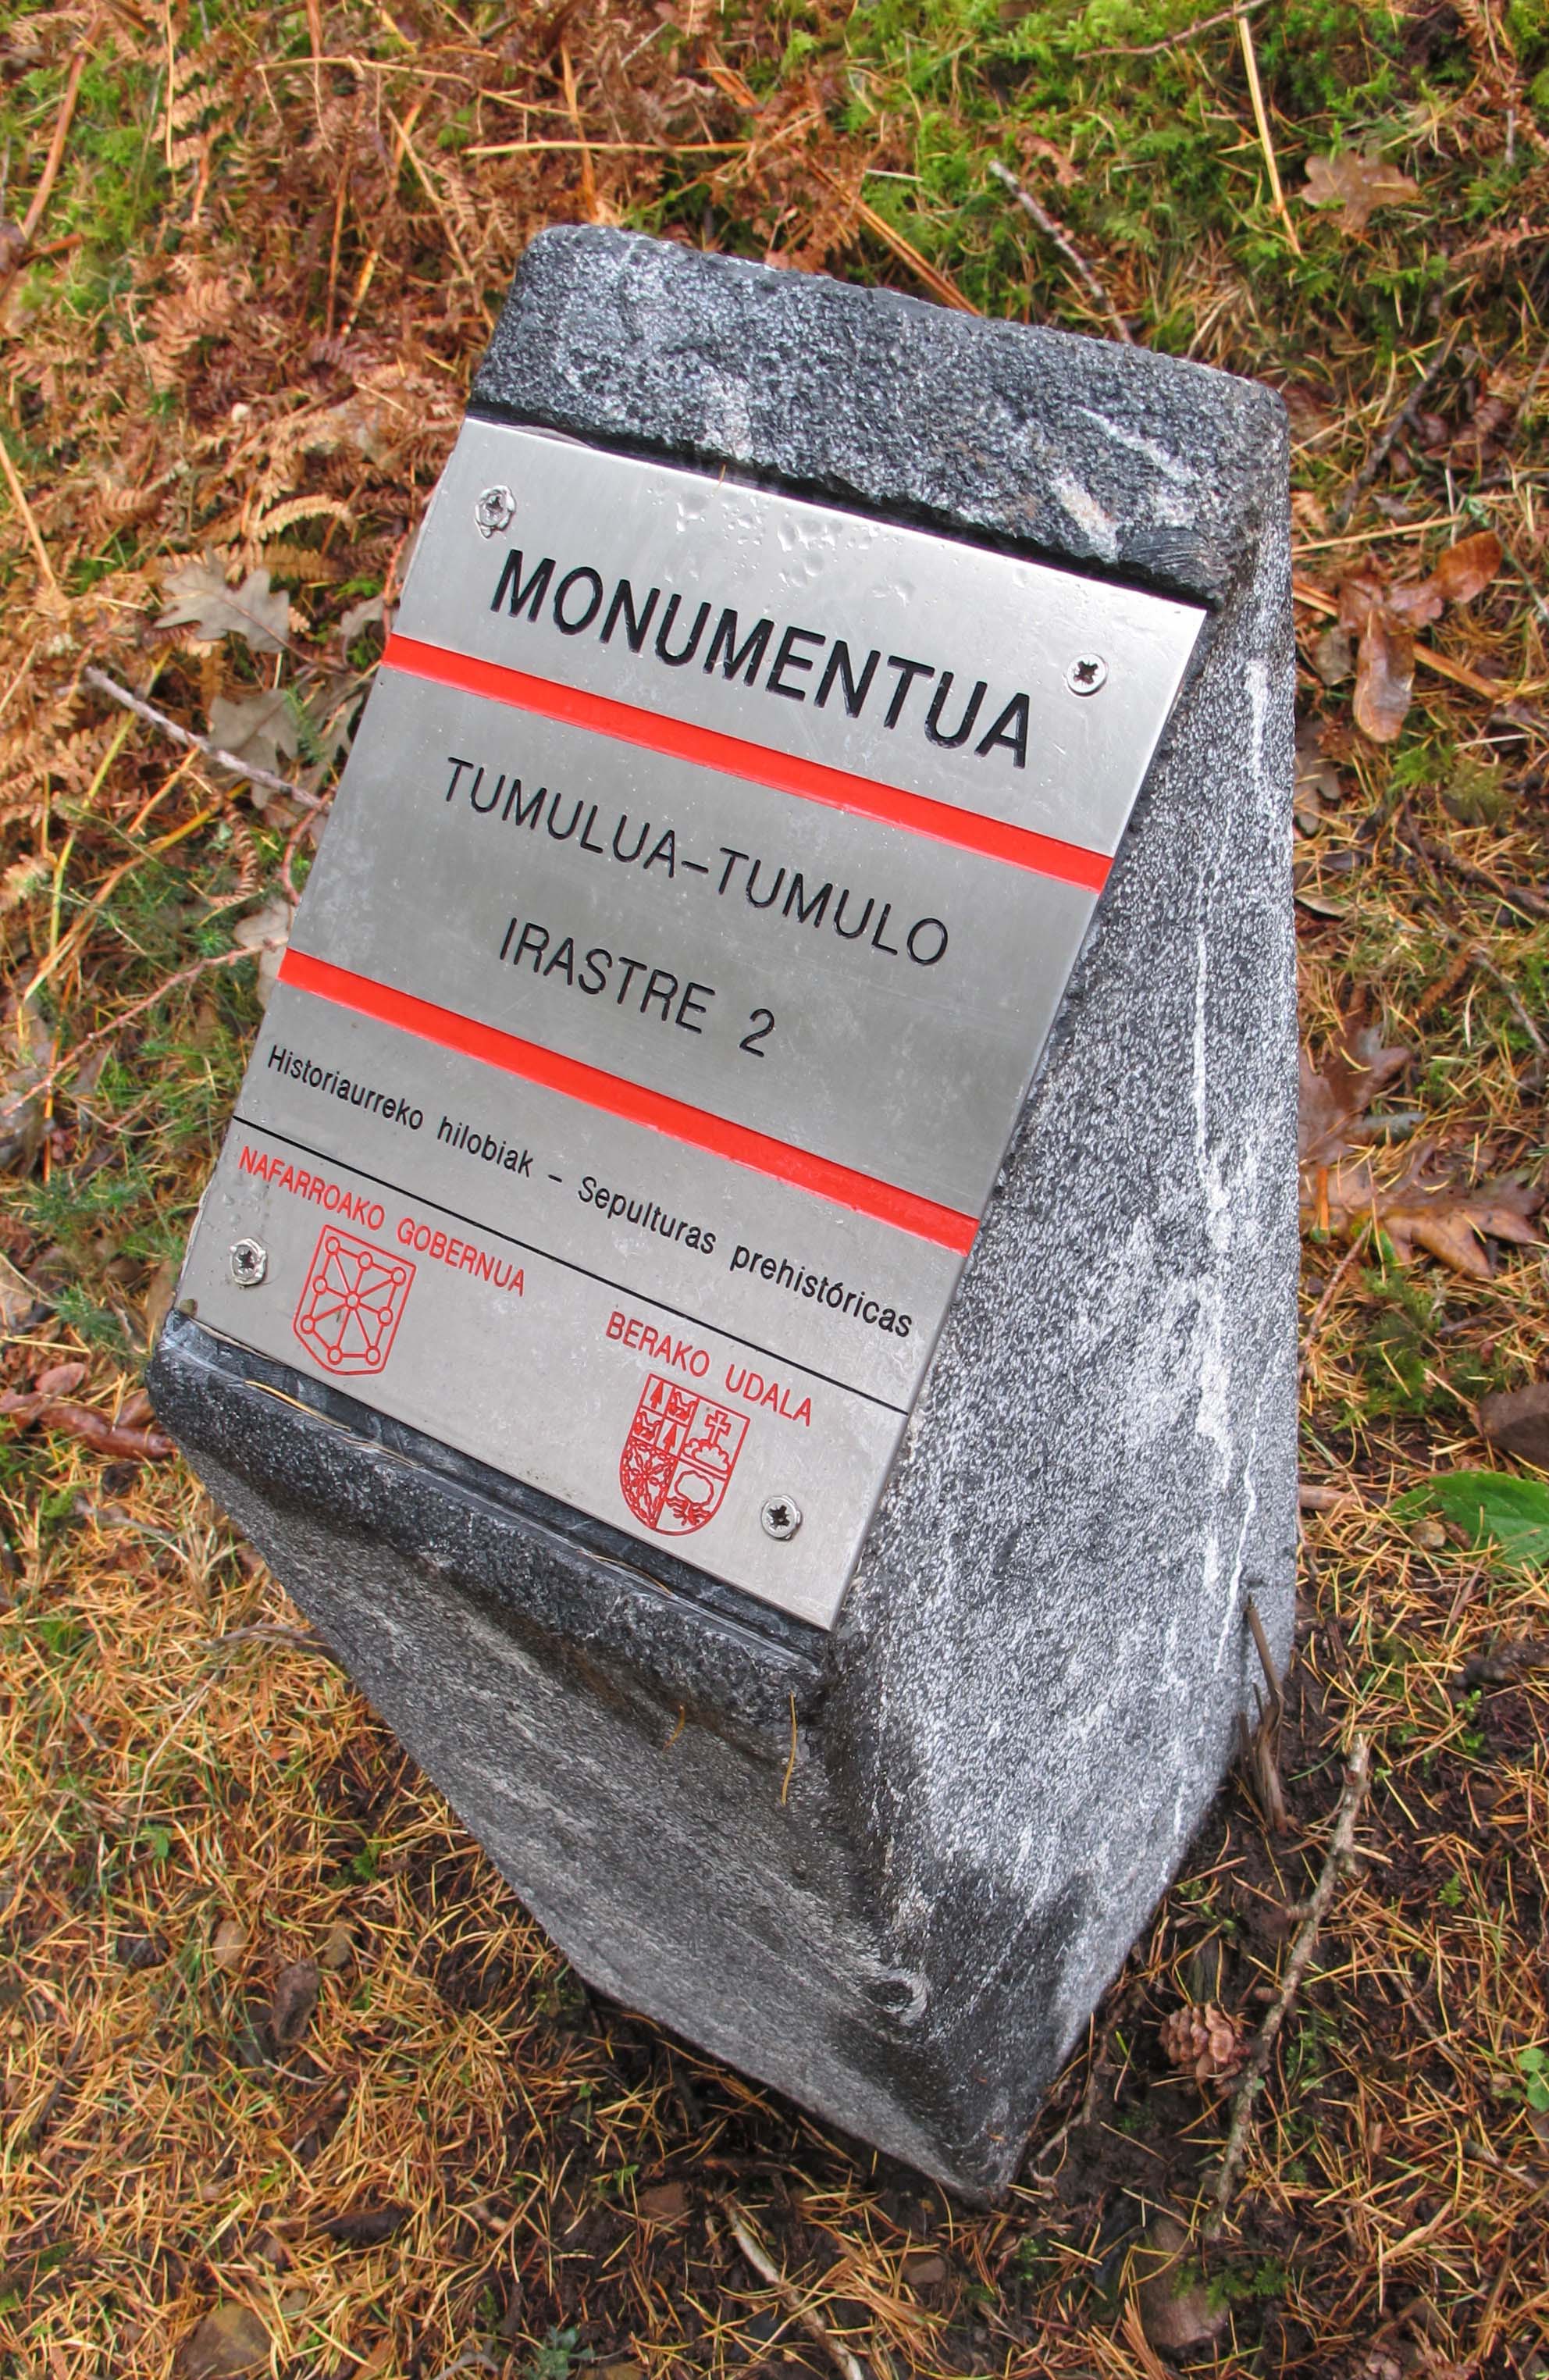 MONUMENTUA
TUMULUA-TUMULO
IRASTRE 2
Historiaurreko hilobiak - Sepulturas prehistóricas
NAFARROAKO GOBERNUA
BERAKO UDALA